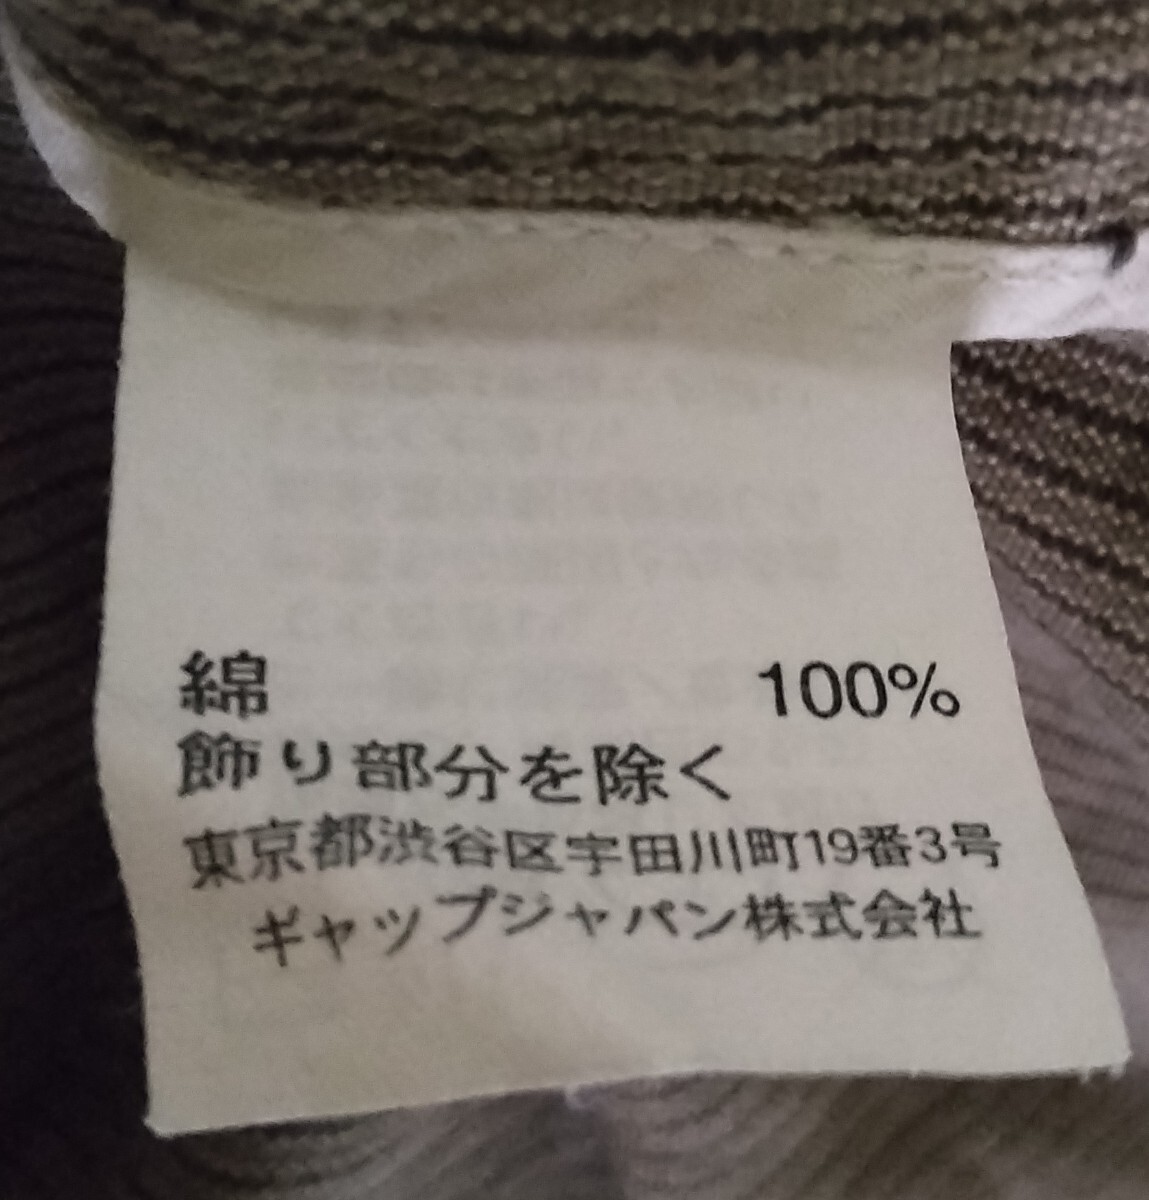 綿 100%
飾り部分を除く
東京都渋谷区宇田川町19番3号
ギャップジャパン株式会社